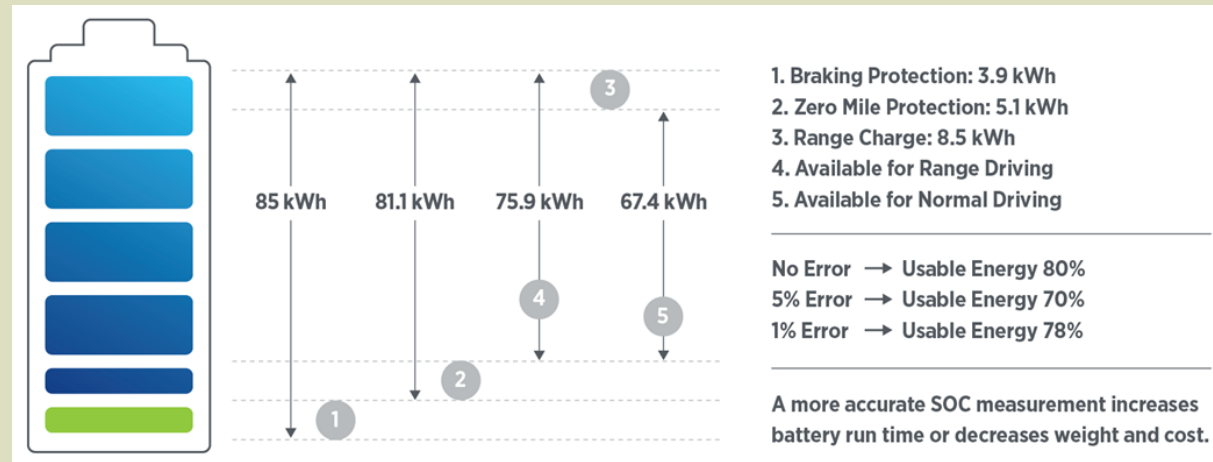 3
85 kWh
81.1 kWh
75.9 kWh
67.4 kWh
4
5
2
1
1. Braking Protection: 3.9 kWh
2. Zero Mile Protection: 5.1 kWh
3. Range Charge: 8.5 kWh
4. Available for Range Driving
5. Available for Normal Driving
No Error → Usable Energy 80%
5% Error → Usable Energy 70%
1% Error → Usable Energy 78%
A more accurate SOC measurement increases
battery run time or decreases weight and cost.